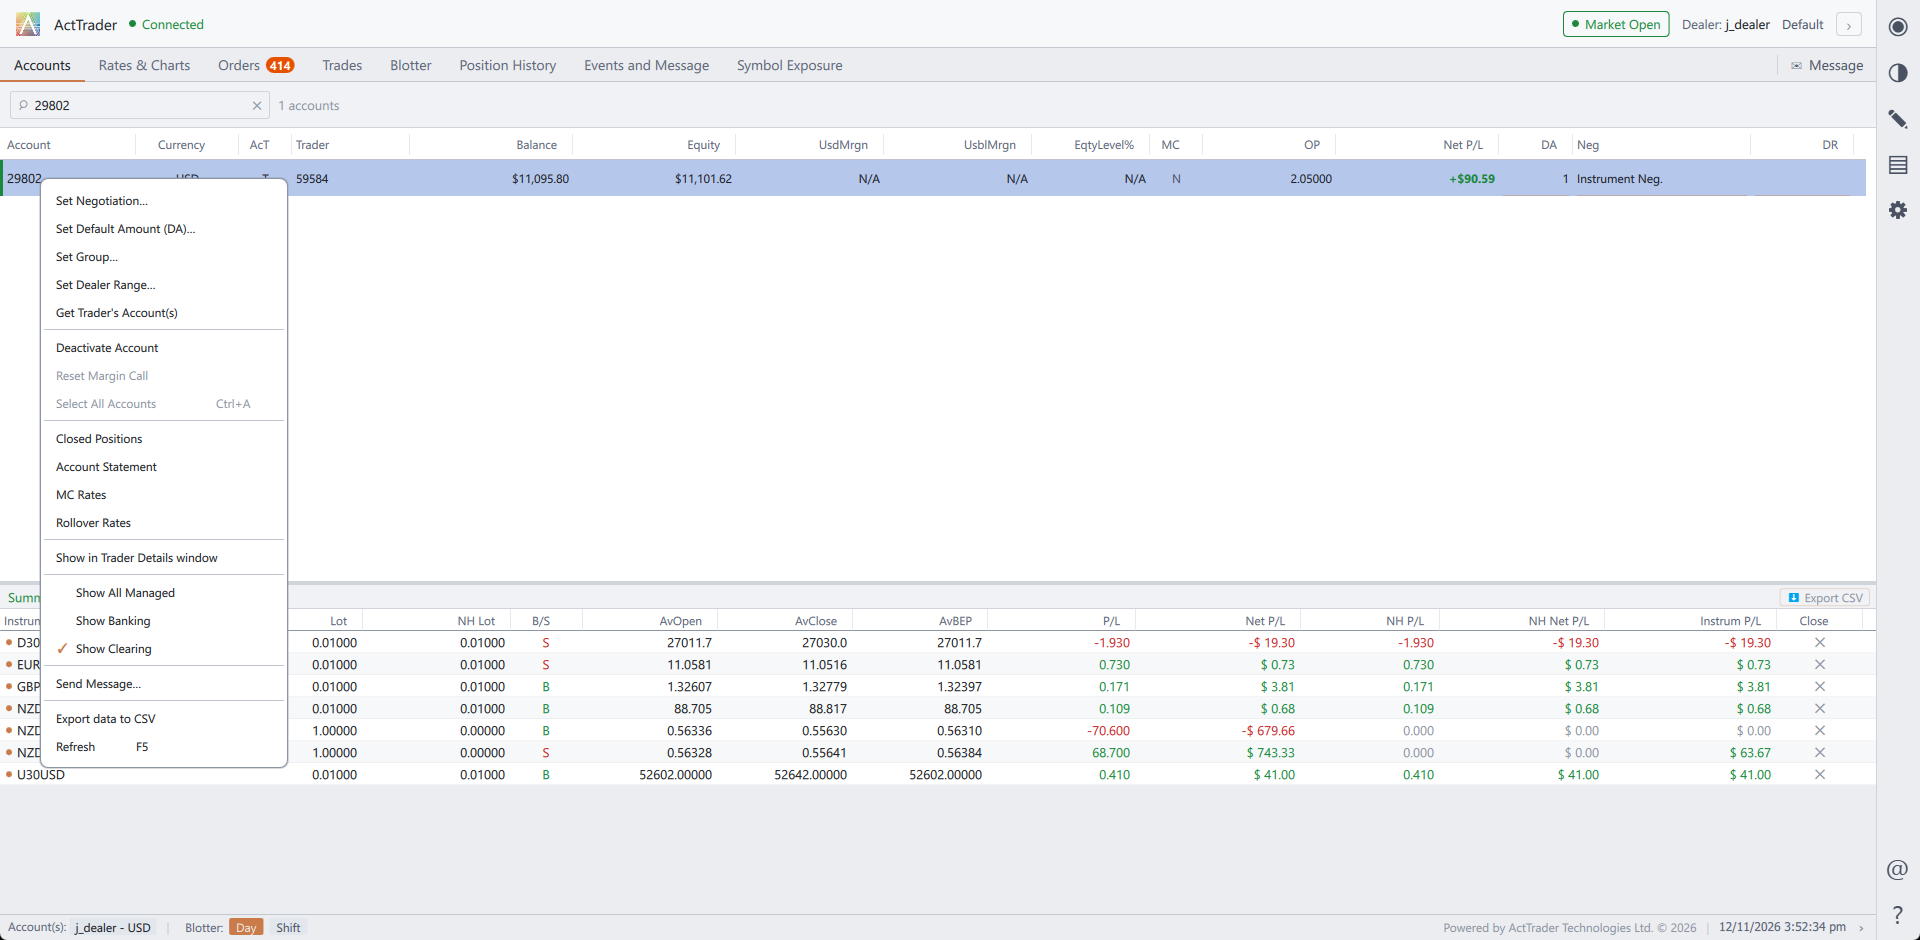 ActTrader
Connected
Market Open
Dealer: j_dealer
Default
Accounts
Rates & Charts
Orders 414
Trades
Blotter
Position History
Events and Message
Symbol Exposure
Message
29802
1 accounts
Account Currency AcT Trader Balance Equity UsdMrgn UsblMrgn EqtyLevel% MC OP Net P/L DA Neg DR
29802 USD T 59584 $11,095.80 $11,101.62 N/A N/A N/A N 2.05000 +$90.59 1 Instrument Neg.
Set Negotiation...
Set Default Amount (DA)...
Set Group...
Set Dealer Range...
Get Trader's Account(s)
Deactivate Account
Reset Margin Call
Select All Accounts Ctrl+A
Closed Positions
Account Statement
MC Rates
Rollover Rates
Show in Trader Details window
Show All Managed
Show Banking
✓ Show Clearing
Send Message...
Export data to CSV
Refresh F5
Summ
Export CSV
Instrum Lot NH Lot B/S AvOpen AvClose AvBEP P/L Net P/L NH P/L NH Net P/L Instrum P/L Close
D30 0.01000 0.01000 S 27011.7 27030.0 27011.7 -1.930 -$ 19.30 -1.930 -$ 19.30 -$ 19.30
EUR 0.01000 0.01000 S 11.0581 11.0516 11.0581 0.730 $ 0.73 0.730 $ 0.73 $ 0.73
GBP 0.01000 0.01000 B 1.32607 1.32779 1.32397 0.171 $ 3.81 0.171 $ 3.81 $ 3.81
NZD 0.01000 0.01000 B 88.705 88.817 88.705 0.109 $ 0.68 0.109 $ 0.68 $ 0.68
NZD 1.00000 0.00000 B 0.56336 0.55630 0.56310 -70.600 -$ 679.66 0.000 $ 0.00 $ 0.00
NZD 1.00000 0.00000 S 0.56328 0.55641 0.56384 68.700 $ 743.33 0.000 $ 0.00 $ 63.67
U30USD 0.01000 0.01000 B 52602.00000 52642.00000 52602.00000 0.410 $ 41.00 0.410 $ 41.00 $ 41.00
Account(s): j_dealer - USD
Blotter: Day Shift
Powered by ActTrader Technologies Ltd. © 2026
12/11/2026 3:52:34 pm